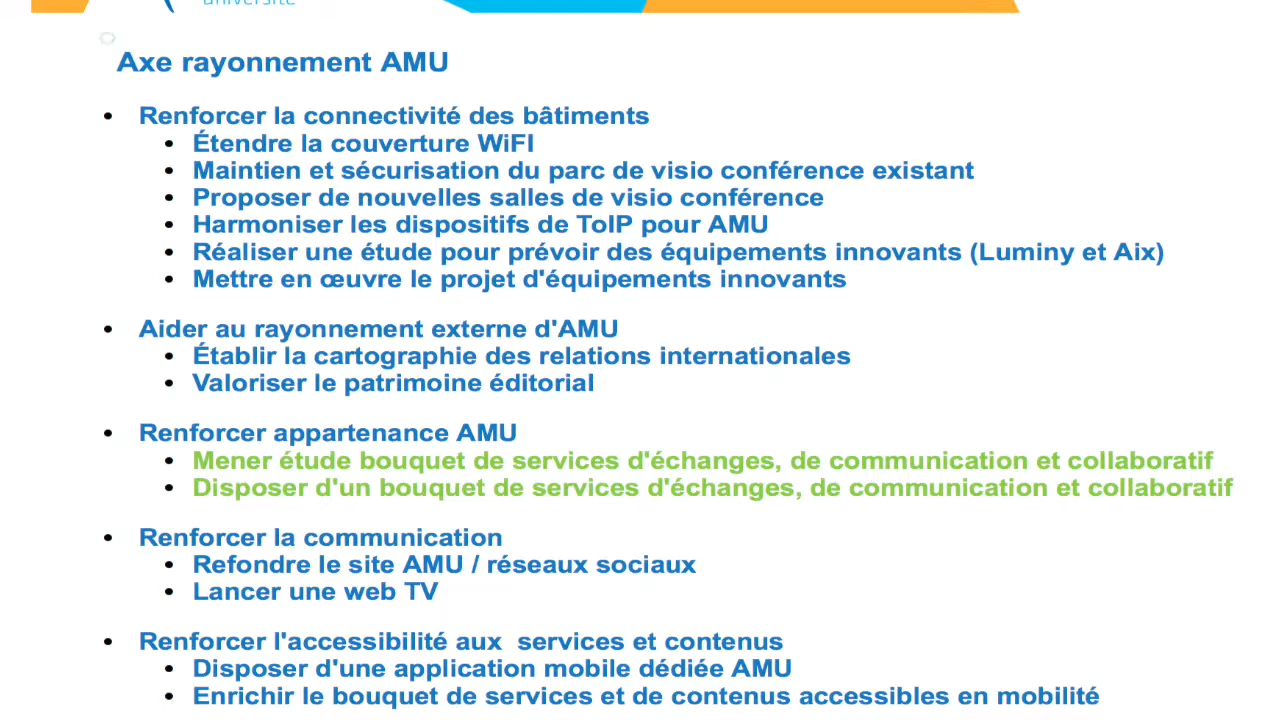 université
Axe rayonnement AMU
• Renforcer la connectivité des bâtiments
• Étendre la couverture WiFI
• Maintien et sécurisation du parc de visio conférence existant
• Proposer de nouvelles salles de visio conférence
• Harmoniser les dispositifs de ToIP pour AMU
• Réaliser une étude pour prévoir des équipements innovants (Luminy et Aix)
• Mettre en œuvre le projet d'équipements innovants
• Aider au rayonnement externe d'AMU
• Établir la cartographie des relations internationales
• Valoriser le patrimoine éditorial
• Renforcer appartenance AMU
• Mener étude bouquet de services d'échanges, de communication et collaboratif
• Disposer d'un bouquet de services d'échanges, de communication et collaboratif
• Renforcer la communication
• Refondre le site AMU / réseaux sociaux
• Lancer une web TV
• Renforcer l'accessibilité aux  services et contenus
• Disposer d'une application mobile dédiée AMU
• Enrichir le bouquet de services et de contenus accessibles en mobilité